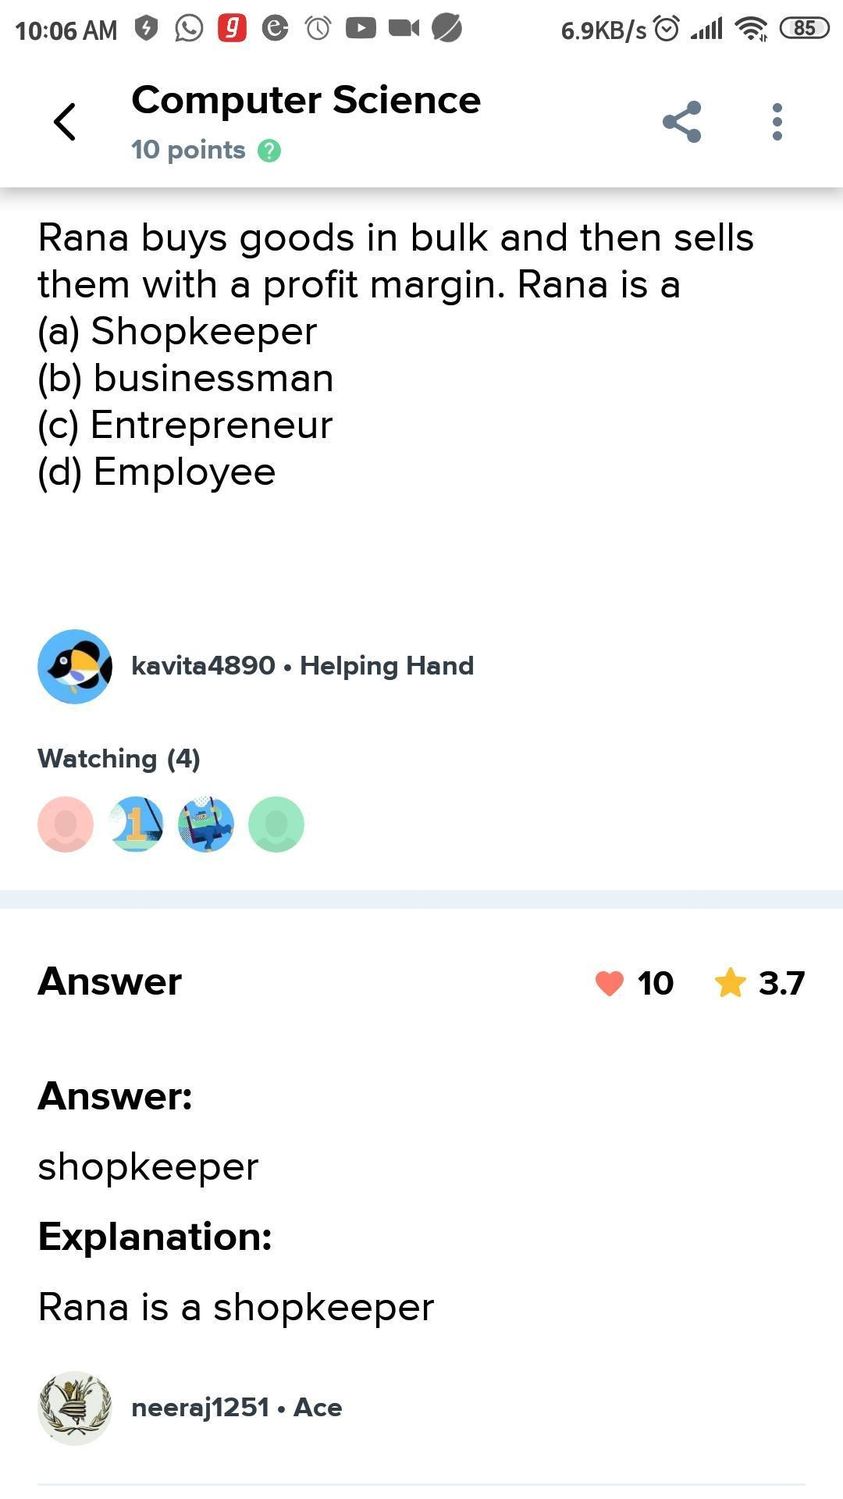 10:06 AM
6.9KB/s
85
Computer Science
10 points
Rana buys goods in bulk and then sells
them with a profit margin. Rana is a
(a) Shopkeeper
(b) businessman
(c) Entrepreneur
(d) Employee
kavita4890 • Helping Hand
Watching (4)
Answer
10
3.7
Answer:
shopkeeper
Explanation:
Rana is a shopkeeper
neeraj1251 • Ace